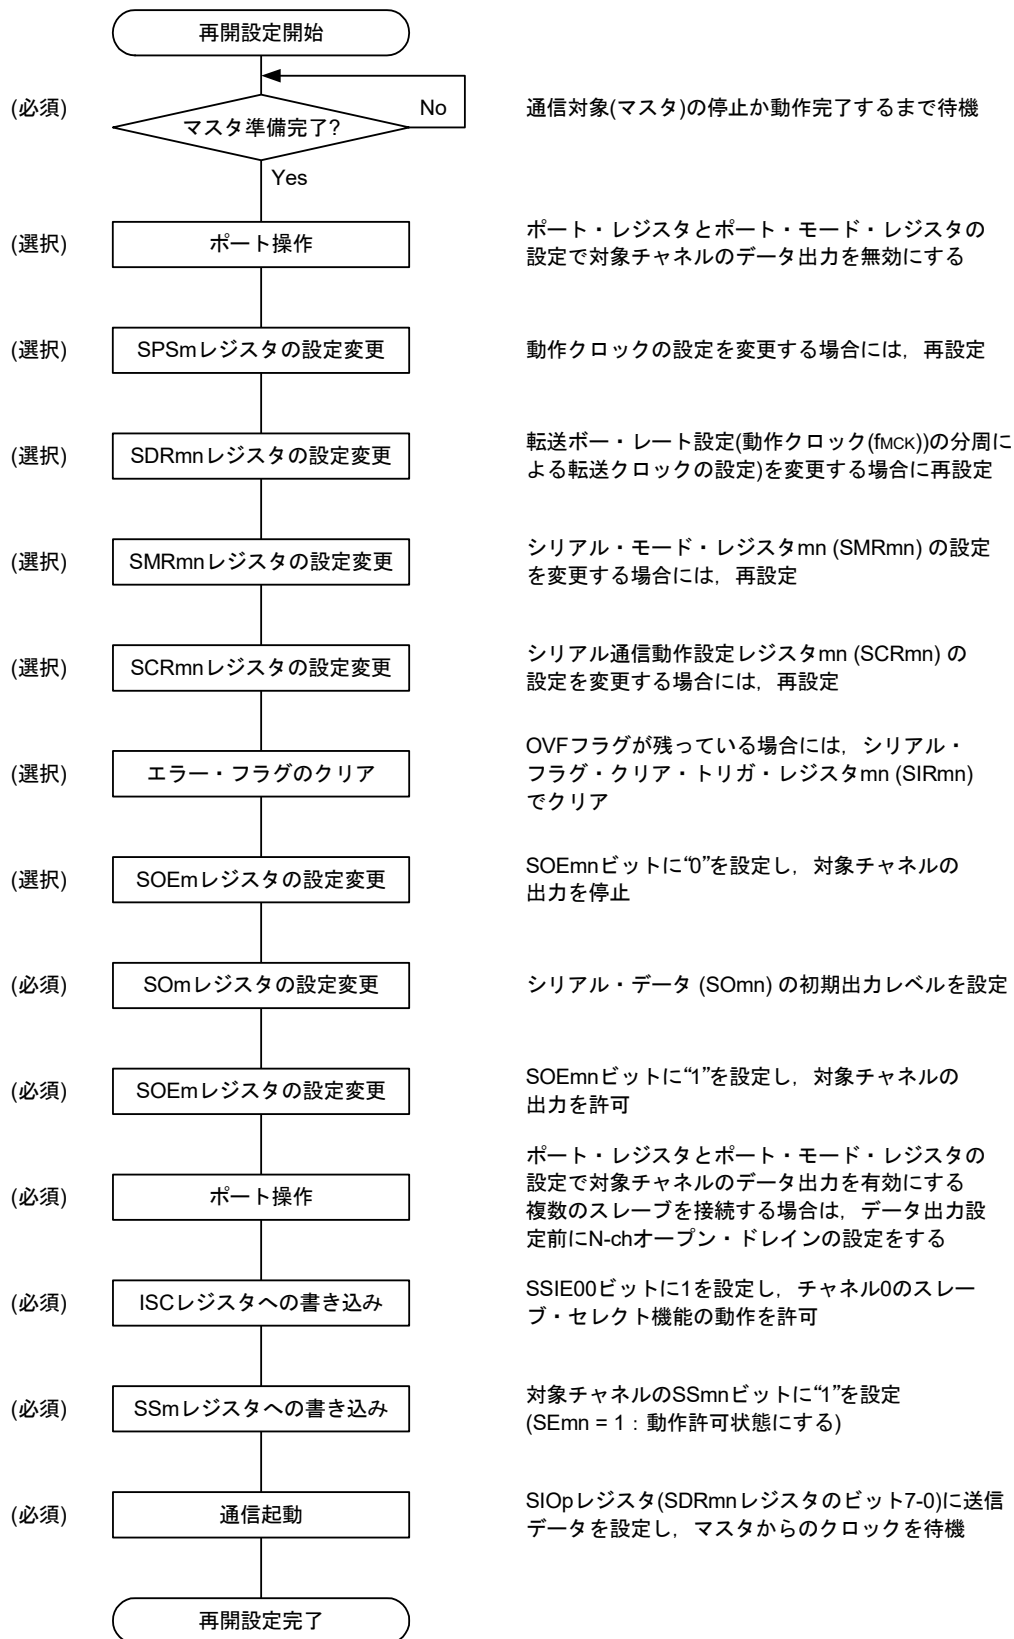 再開設定開始
(必須)
マスタ準備完了?
No
通信対象(マスタ)の停止か動作完了するまで待機
Yes
(選択)
ポート操作
ポート・レジスタとポート・モード・レジスタの
設定で対象チャネルのデータ出力を無効にする
(選択)
SPSmレジスタの設定変更
動作クロックの設定を変更する場合には，再設定
(選択)
SDRmnレジスタの設定変更
転送ボー・レート設定(動作クロック(fMCK))の分周に
よる転送クロックの設定)を変更する場合に再設定
(選択)
SMRmnレジスタの設定変更
シリアル・モード・レジスタmn (SMRmn) の設定
を変更する場合には，再設定
(選択)
SCRmnレジスタの設定変更
シリアル通信動作設定レジスタmn (SCRmn) の
設定を変更する場合には，再設定
(選択)
エラー・フラグのクリア
OVFフラグが残っている場合には，シリアル・
フラグ・クリア・トリガ・レジスタmn (SIRmn)
でクリア
(選択)
SOEmレジスタの設定変更
SOEmnビットに“0”を設定し，対象チャネルの
出力を停止
(必須)
SOmレジスタの設定変更
シリアル・データ (SOmn) の初期出力レベルを設定
(必須)
SOEmレジスタの設定変更
SOEmnビットに“1”を設定し，対象チャネルの
出力を許可
(必須)
ポート操作
ポート・レジスタとポート・モード・レジスタの
設定で対象チャネルのデータ出力を有効にする
複数のスレーブを接続する場合は，データ出力設
定前にN-chオープン・ドレインの設定をする
(必須)
ISCレジスタへの書き込み
SSIE00ビットに1を設定し，チャネル0のスレー
ブ・セレクト機能の動作を許可
(必須)
SSmレジスタへの書き込み
対象チャネルのSSmnビットに“1”を設定
(SEmn = 1：動作許可状態にする)
(必須)
通信起動
SIOpレジスタ(SDRmnレジスタのビット7-0)に送信
データを設定し，マスタからのクロックを待機
再開設定完了